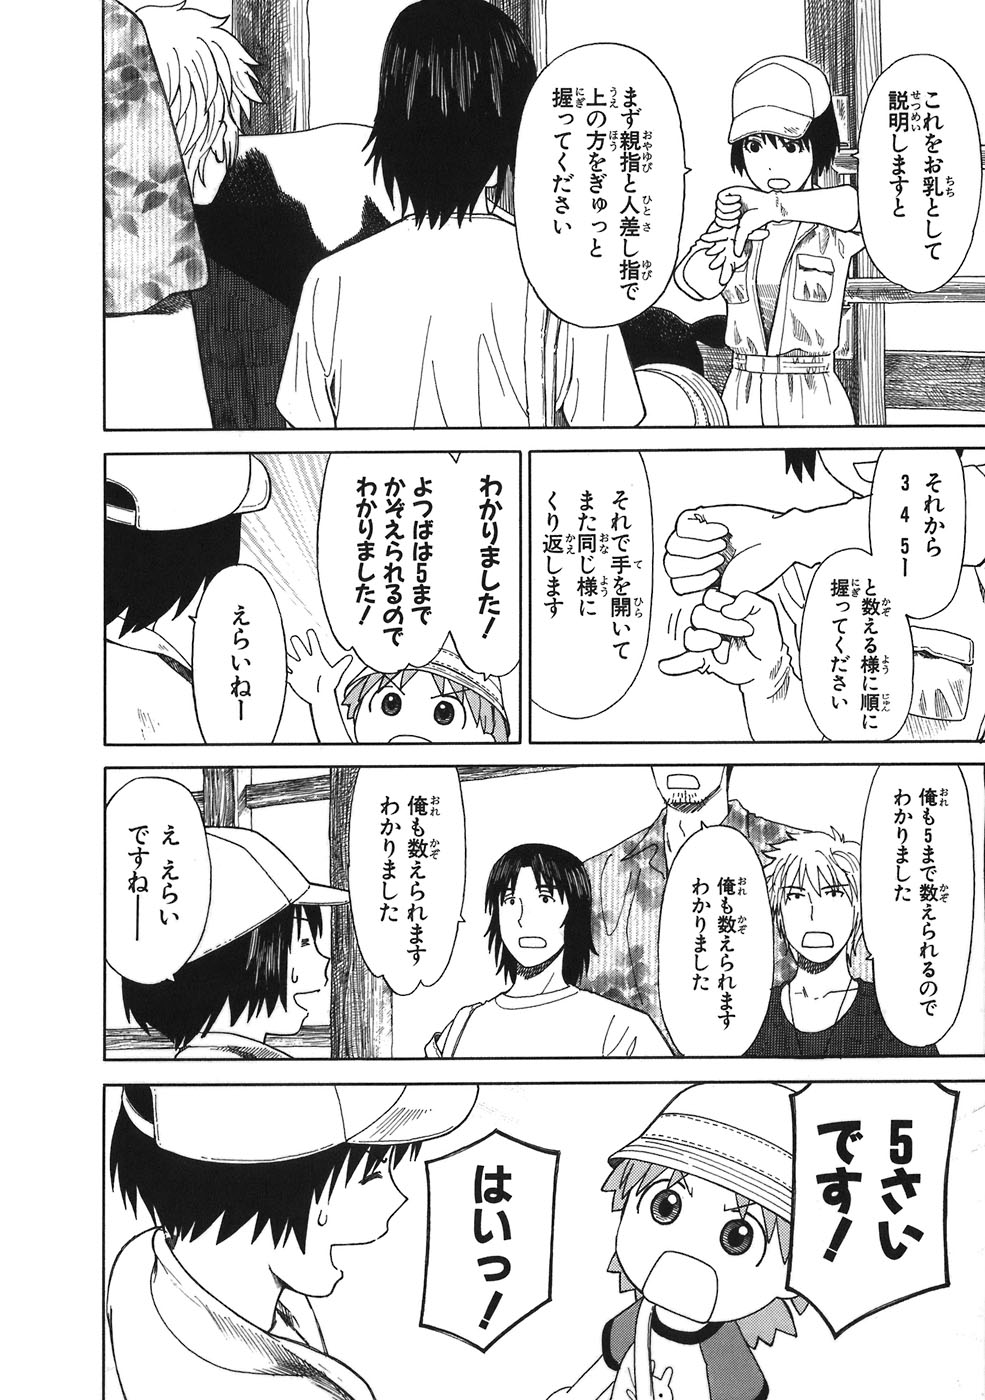 これをお乳として
説明しますと
まず親指と人差し指で
上の方をぎゅっと
握ってください
それから
3 4 5ー
と数える様に順に
握ってください
それで手を開いて
また同じ様に
くり返します
わかりました！
よつばは5まで
かぞえられるので
わかりました！
えらいねー
俺も5まで数えられるので
わかりました
俺も数えられます
わかりました
俺も数えられます
わかりました
え えらい
ですね――
5さい
です！
はいっ！